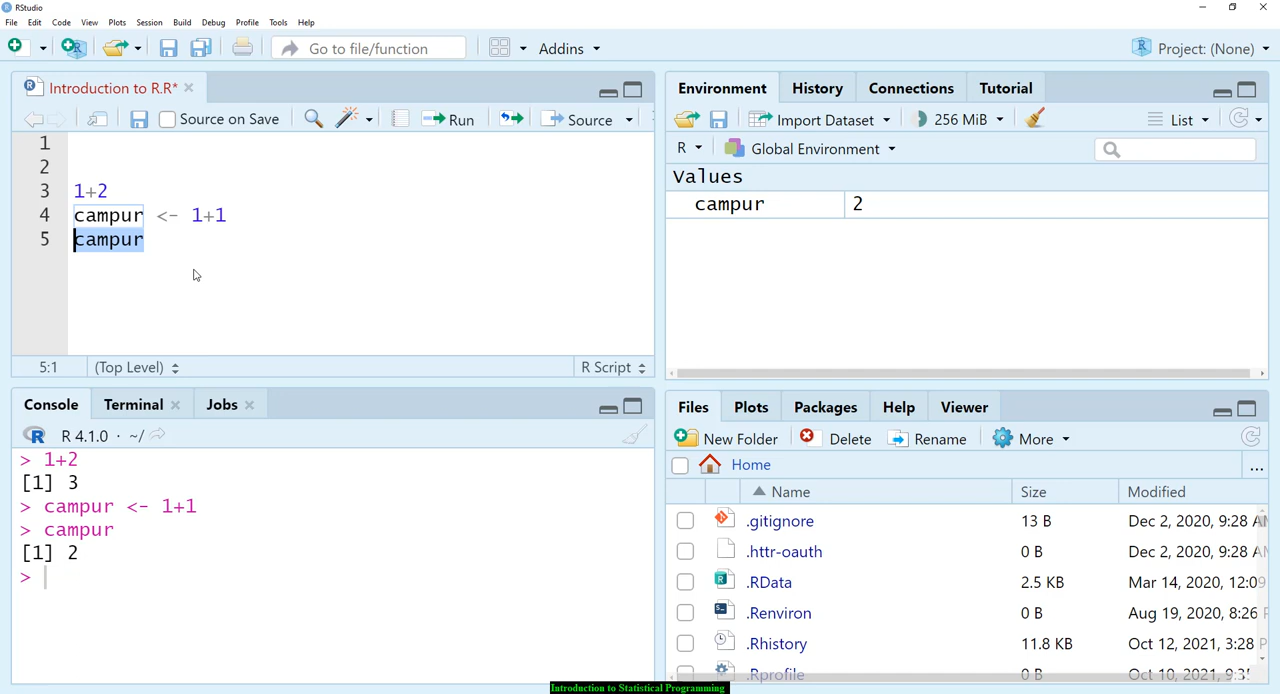 RStudio
File Edit Code View Plots Session Build Debug Profile Tools Help
Go to file/function Addins Project: (None)
Introduction to R.R*
Source on Save Run Source
1
2
3 1+2
4 campur <- 1+1
5 campur
5:1 (Top Level) R Script
Console Terminal Jobs
R 4.1.0 · ~/
> 1+2
[1] 3
> campur <- 1+1
> campur
[1] 2
>
Environment History Connections Tutorial
Import Dataset 256 MiB List
R Global Environment
Values
campur 2
Files Plots Packages Help Viewer
New Folder Delete Rename More
Home ...
Name Size Modified
.gitignore 13 B Dec 2, 2020, 9:28
.httr-oauth 0 B Dec 2, 2020, 9:28
.RData 2.5 KB Mar 14, 2020, 12:09
.Renviron 0 B Aug 19, 2020, 8:26
.Rhistory 11.8 KB Oct 12, 2021, 3:28
.Rprofile 0 B Oct 10, 2021,
Introduction to Statistical Programming